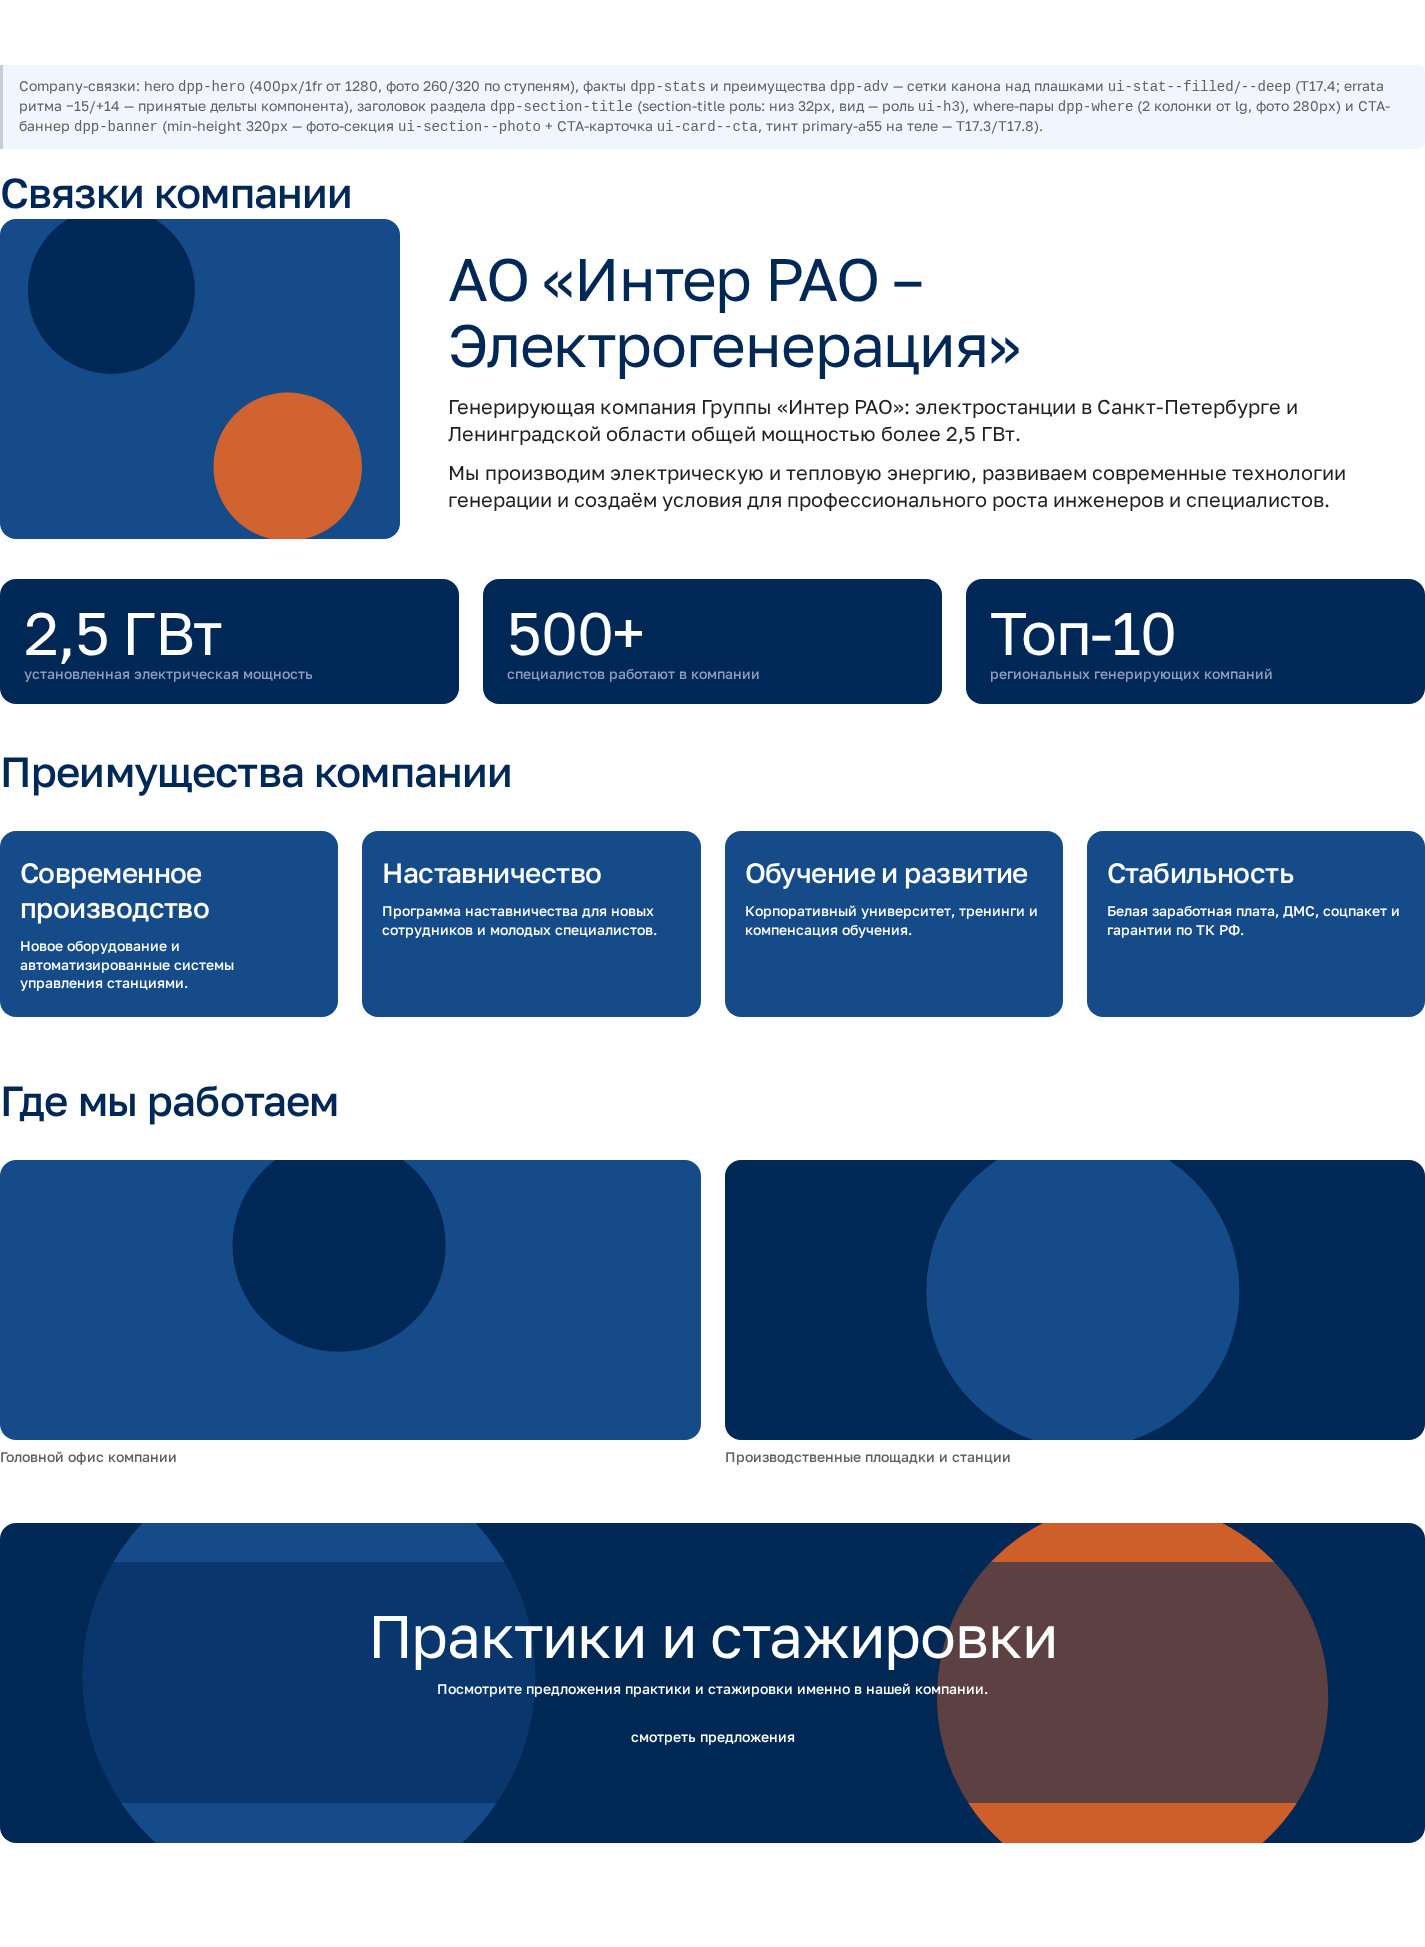 Company-связки: hero dpp-hero (400px/1fr от 1280, фото 260/320 по ступеням), факты dpp-stats и преимущества dpp-adv — сетки канона над плашками ui-stat--filled/--deep (T17.4; errata
ритма −15/+14 — принятые дельты компонента), заголовок раздела dpp-section-title (section-title роль: низ 32px, вид — роль ui-h3), where-пары dpp-where (2 колонки от lg, фото 280px) и CTA-
баннер dpp-banner (min-height 320px — фото-секция ui-section--photo + CTA-карточка ui-card--cta, тинт primary-a55 на теле — T17.3/T17.8).
Связки компании
АО «Интер РАО –
Электрогенерация»
Генерирующая компания Группы «Интер РАО»: электростанции в Санкт-Петербурге и
Ленинградской области общей мощностью более 2,5 ГВт.
Мы производим электрическую и тепловую энергию, развиваем современные технологии
генерации и создаём условия для профессионального роста инженеров и специалистов.
2,5 ГВт
установленная электрическая мощность
500+
специалистов работают в компании
Топ-10
региональных генерирующих компаний
Преимущества компании
Современное
производство
Новое оборудование и
автоматизированные системы
управления станциями.
Наставничество
Программа наставничества для новых
сотрудников и молодых специалистов.
Обучение и развитие
Корпоративный университет, тренинги и
компенсация обучения.
Стабильность
Белая заработная плата, ДМС, соцпакет и
гарантии по ТК РФ.
Где мы работаем
Головной офис компании
Производственные площадки и станции
Практики и стажировки
Посмотрите предложения практики и стажировки именно в нашей компании.
смотреть предложения